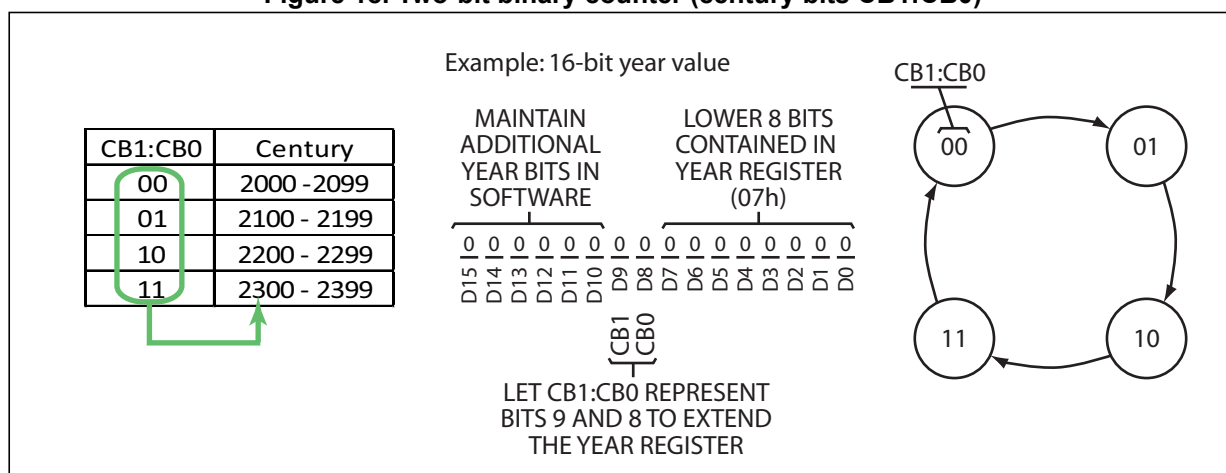 Figure 18. Two-bit binary counter (century bits CB1:CB0)
Example: 16-bit year value
CB1:CB0 Century
00 2000 -2099
01 2100 - 2199
10 2200 - 2299
11 2300 - 2399
MAINTAIN
ADDITIONAL
YEAR BITS IN
SOFTWARE
LOWER 8 BITS
CONTAINED IN
YEAR REGISTER
(07h)
0 0 0 0 0 0 0 0 0 0 0 0 0 0 0 0
D15 D14 D13 D12 D11 D10 D9 D8 D7 D6 D5 D4 D3 D2 D1 D0
CB1
CB0
LET CB1:CB0 REPRESENT
BITS 9 AND 8 TO EXTEND
THE YEAR REGISTER
CB1:CB0
00
01
11
10